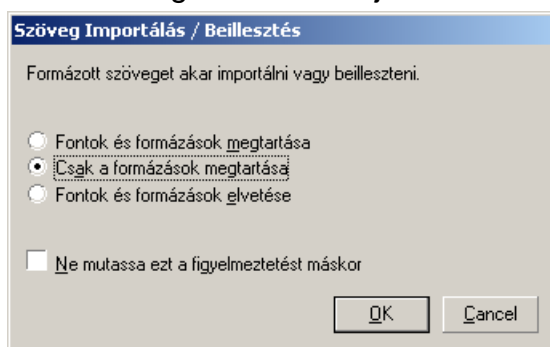 Szöveg Importálás / Beillesztés
Formázott szöveget akar importálni vagy beilleszteni.
Fontok és formázások megtartása
Csak a formázások megtartása
Fontok és formázások elvetése
Ne mutassa ezt a figyelmeztetést máskor
OK
Cancel